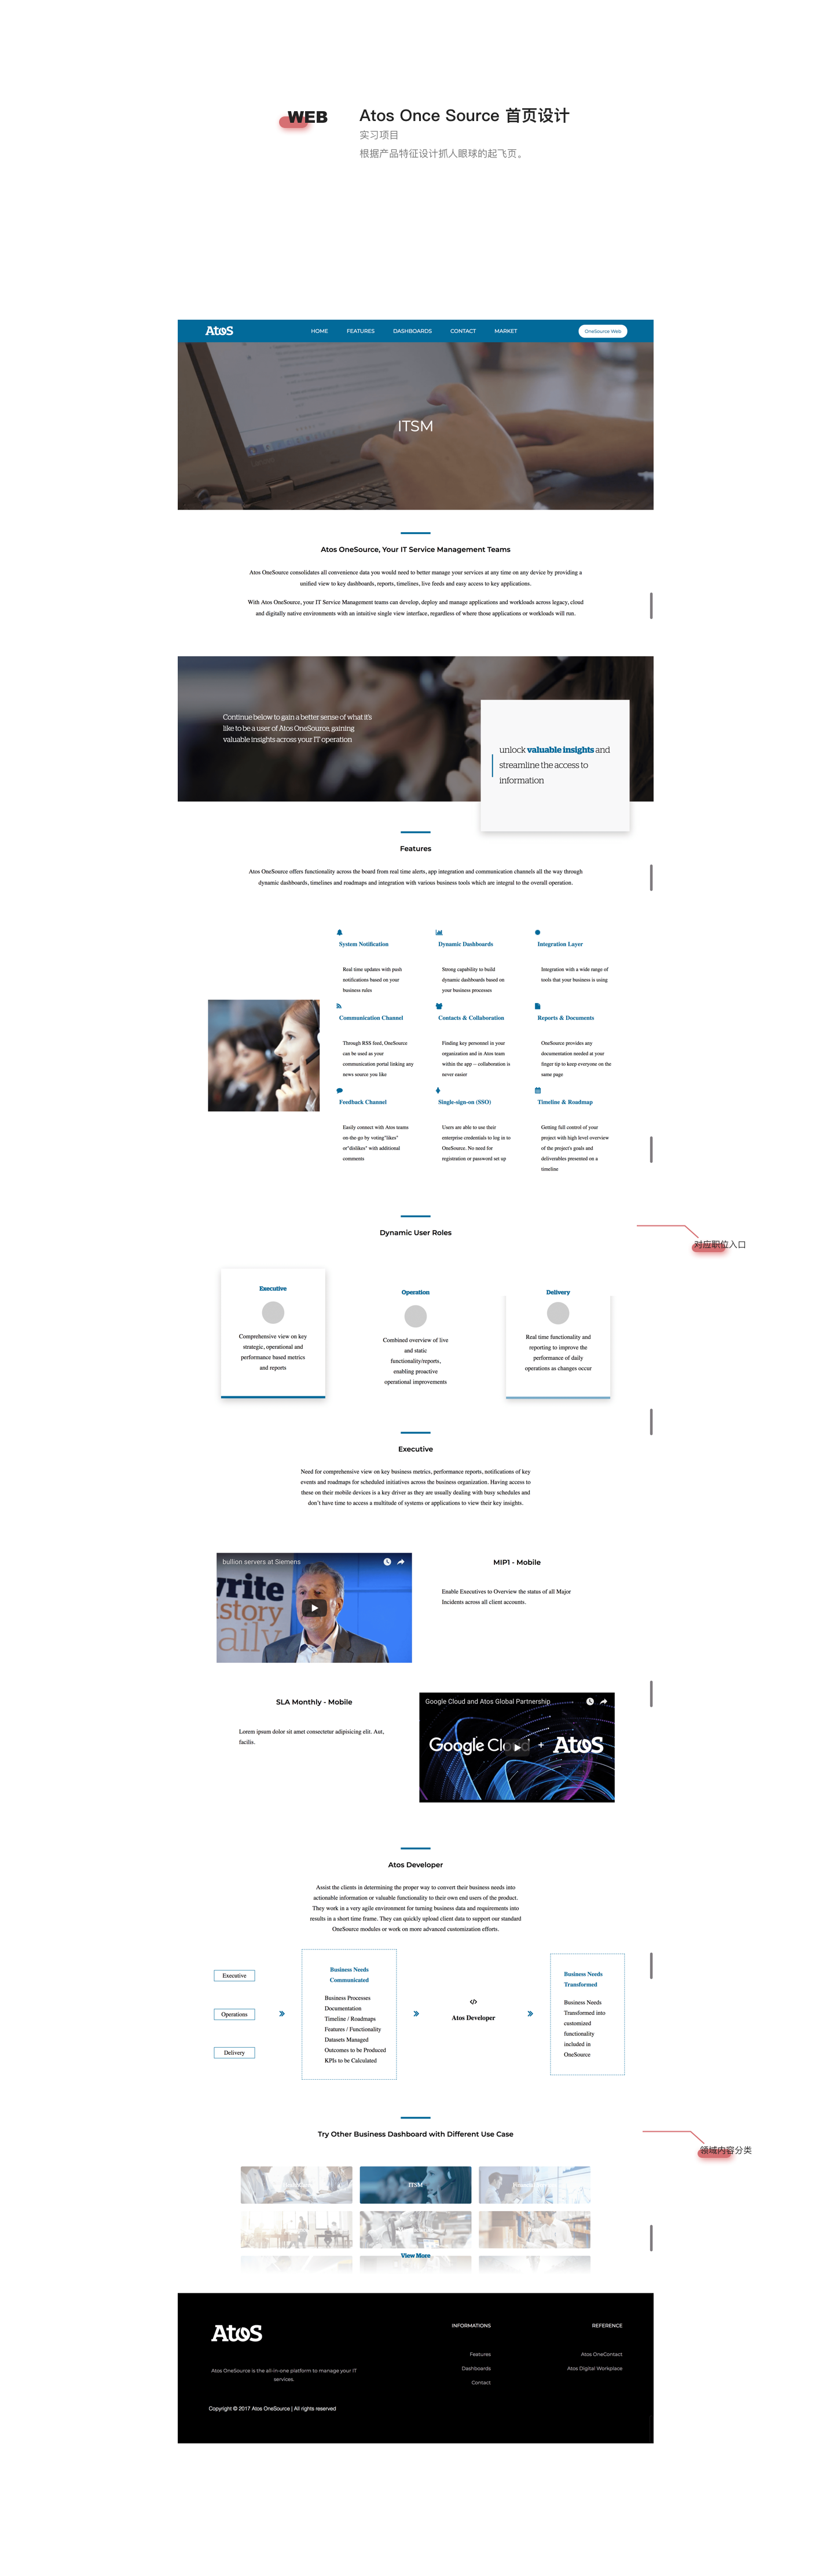 WEB
Atos Once Source 首页设计
实习项目
根据产品特征设计抓人眼球的起飞页。
Atos
HOME
FEATURES
DASHBOARDS
CONTACT
MARKET
OneSource Web
ITSM
Atos OneSource, Your IT Service Management Teams
Atos OneSource consolidates all convenience data you would need to better manage your services at any time on any device by providing a
unified view to key dashboards, reports, timelines, live feeds and easy access to key applications.
With Atos OneSource, your IT Service Management teams can develop, deploy and manage applications and workloads across legacy, cloud
and digitally native environments with an intuitive single view interface, regardless of where those applications or workloads will run.
Continue below to gain a better sense of what it's
like to be a user of Atos OneSource, gaining
valuable insights across your IT operation
unlock valuable insights and
streamline the access to
information
Features
Atos OneSource offers functionality across the board from real time alerts, app integration and communication channels all the way through
dynamic dashboards, timelines and roadmaps and integration with various business tools which are integral to the overall operation.
System Notification
Real time updates with push
notifications based on your
business rules
Dynamic Dashboards
Strong capability to build
dynamic dashboards based on
your business processes
Integration Layer
Integration with a wide range of
tools that your business is using
Communication Channel
Through RSS feed, OneSource
can be used as your
communication portal linking any
news source you like
Contacts & Collaboration
Finding key personnel in your
organization and in Atos team
within the app -- collaboration is
never easier
Reports & Documents
OneSource provides any
documentation needed at your
finger tip to keep everyone on the
same page
Feedback Channel
Easily connect with Atos teams
on-the-go by voting"likes"
or"dislikes" with additional
comments
Single-sign-on (SSO)
Users are able to use their
enterprise credentials to log in to
OneSource. No need for
registration or password set up
Timeline & Roadmap
Getting full control of your
project with high level overview
of the project's goals and
deliverables presented on a
timeline
Dynamic User Roles
对应职位入口
Executive
Comprehensive view on key
strategic, operational and
performance based metrics
and reports
Operation
Combined overview of live
and static
functionality/reports,
enabling proactive
operational improvements
Delivery
Real time functionality and
reporting to improve the
performance of daily
operations as changes occur
Executive
Need for comprehensive view on key business metrics, performance reports, notifications of key
events and roadmaps for scheduled initiatives across the business organization. Having access to
these on their mobile devices is a key driver as they are usually dealing with busy schedules and
don't have time to access a multitude of systems or applications to view their key insights.
bullion servers at Siemens
write
story
daily
MIP1 - Mobile
Enable Executives to Overview the status of all Major
Incidents across all client accounts.
SLA Monthly - Mobile
Lorem ipsum dolor sit amet consectetur adipisicing elit. Aut,
facilis.
Google Cloud and Atos Global Partnership
Google Cloud + Atos
Atos Developer
Assist the clients in determining the proper way to convert their business needs into
actionable information or valuable functionality to their own end users of the product.
They work in a very agile environment for turning business data and requirements into
results in a short time frame. They can quickly upload client data to support our standard
OneSource modules or work on more advanced customization efforts.
Executive
Operations
Delivery
Business Needs
Communicated
Business Processes
Documentation
Timeline / Roadmaps
Features / Functionality
Datasets Managed
Outcomes to be Produced
KPIs to be Calculated
Atos Developer
Business Needs
Transformed
Business Needs
Transformed into
customized
functionality
included in
OneSource
Try Other Business Dashboard with Different Use Case
领域内容分类
ITSM
View More
Atos
Atos OneSource is the all-in-one platform to manage your IT
services.
Copyright © 2017 Atos OneSource | All rights reserved
INFORMATIONS
Features
Dashboards
Contact
REFERENCE
Atos OneContact
Atos Digital Workplace